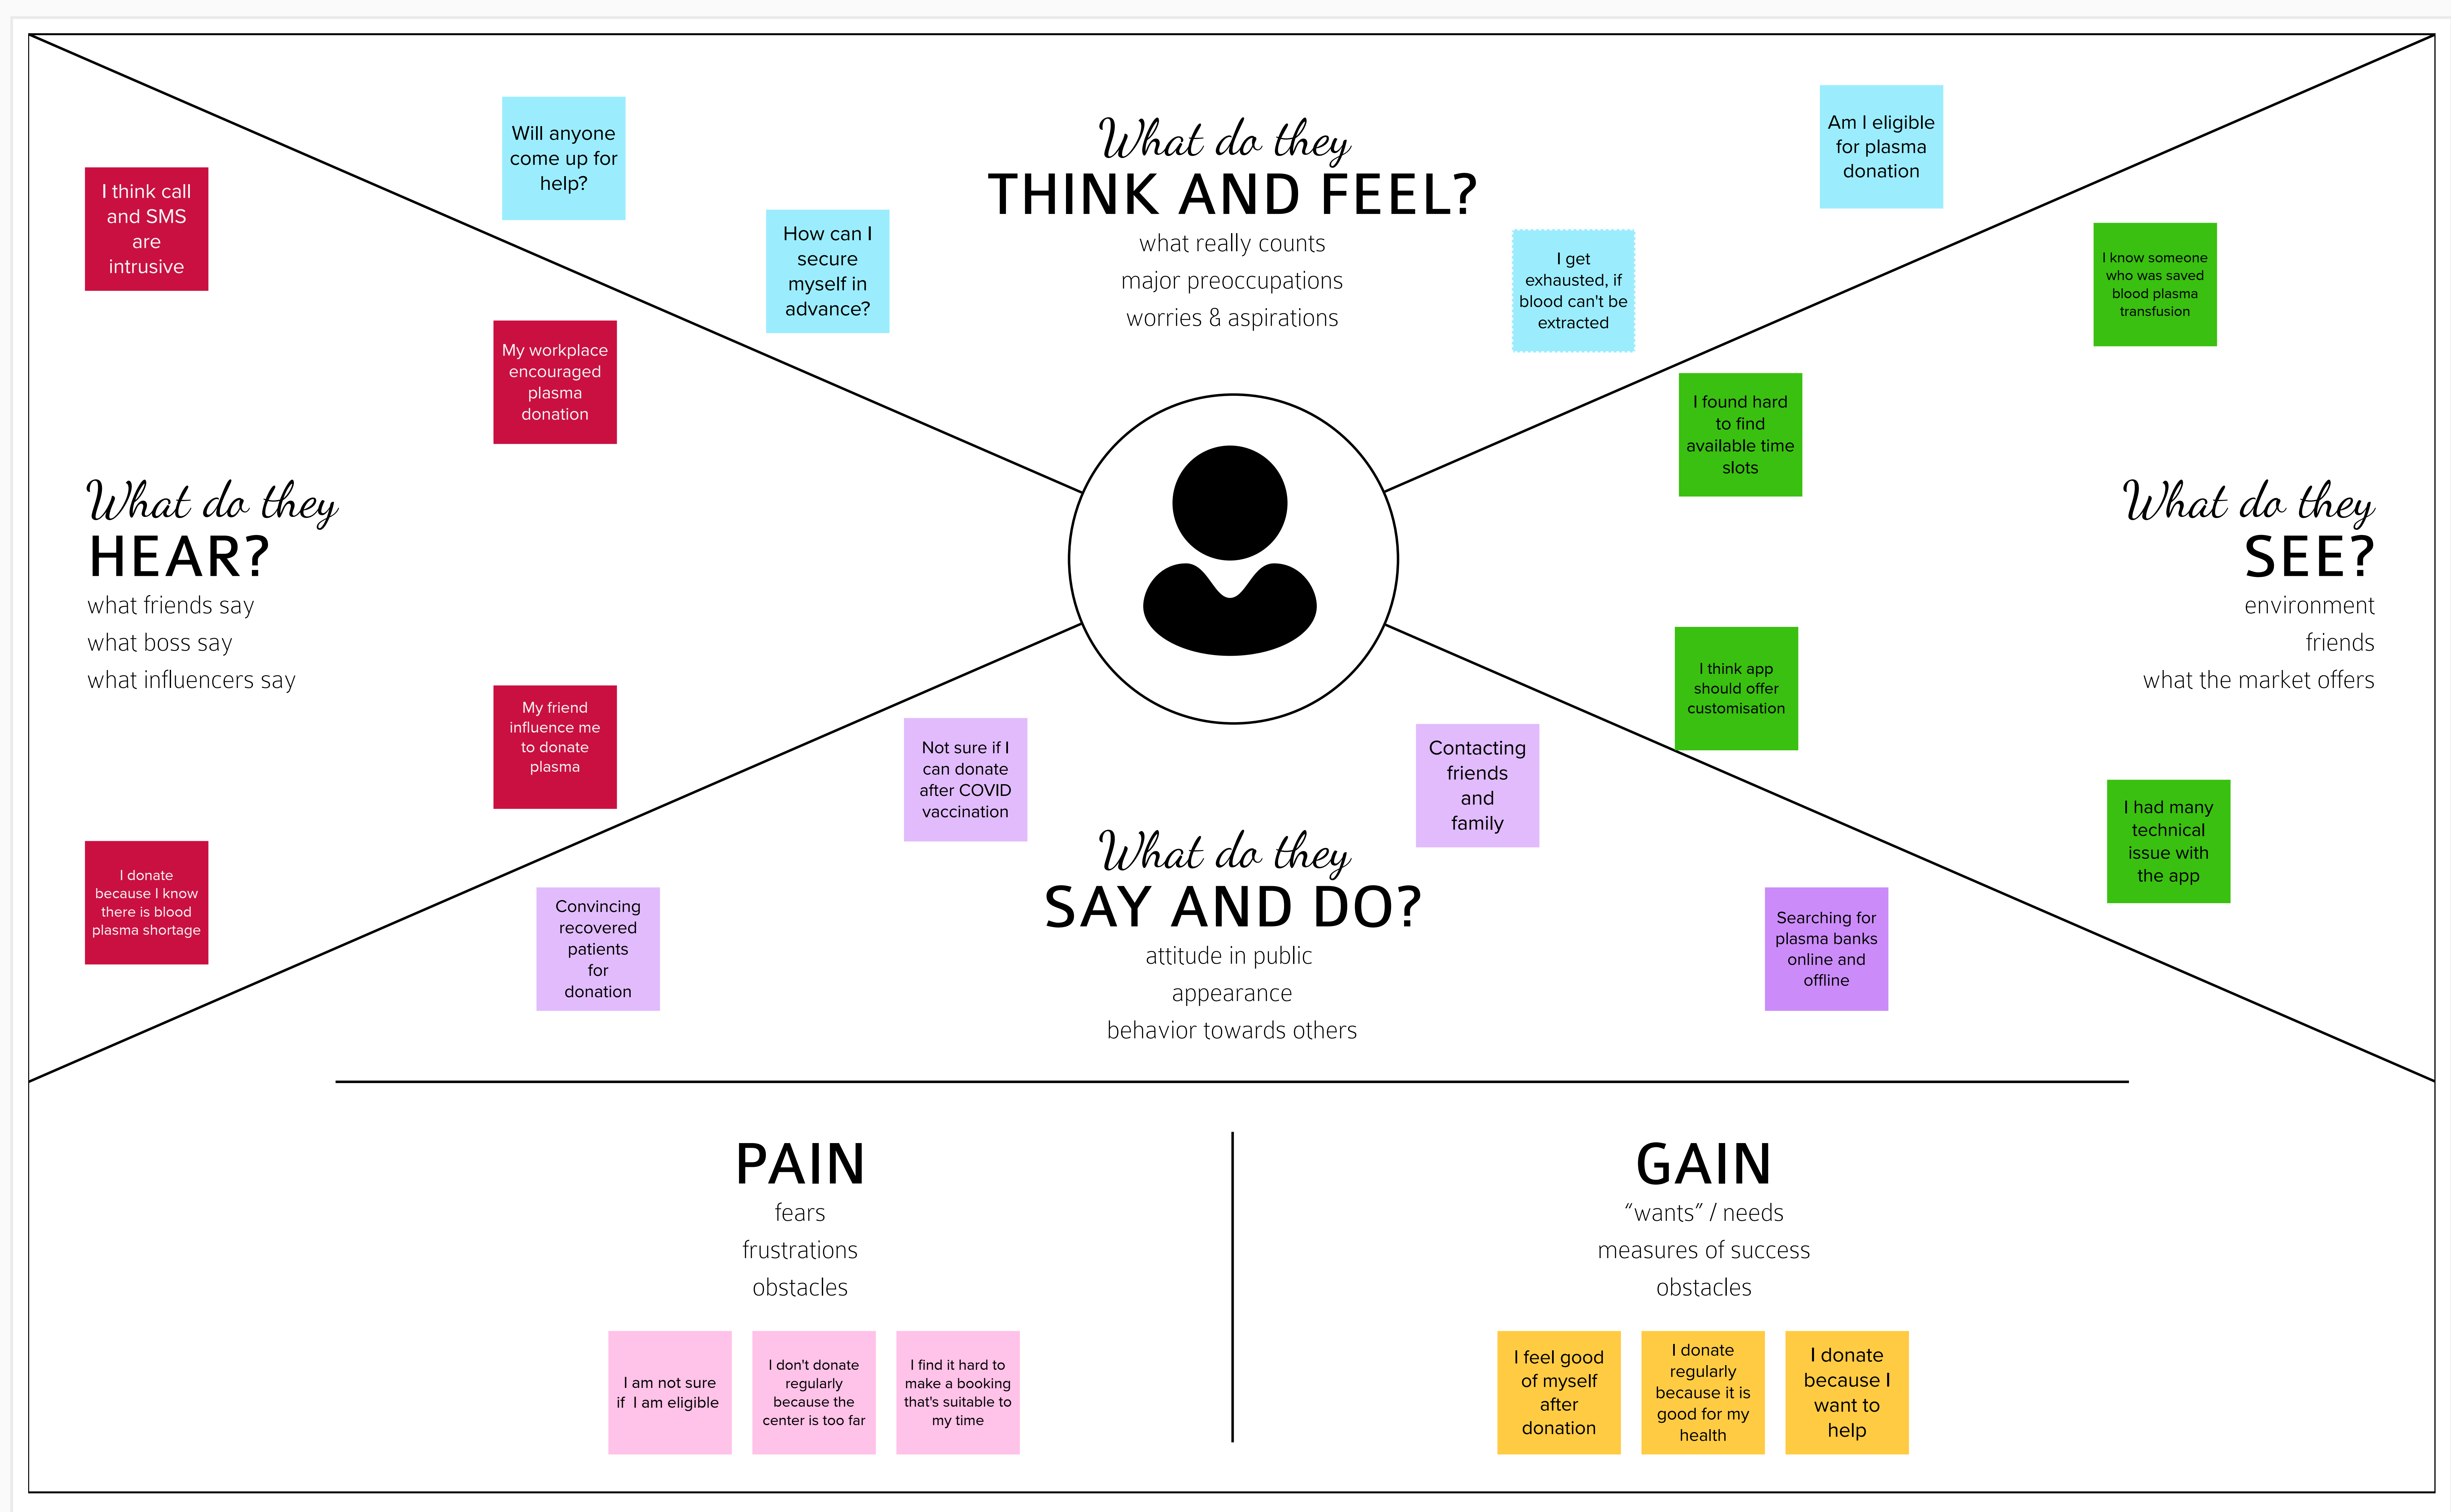 What do they
THINK AND FEEL?
what really counts
major preoccupations
worries & aspirations
Will anyone
come up for
help?
How can I
secure
myself in
advance?
I get
exhausted, if
blood can't be
extracted
Am I eligible
for plasma
donation
What do they
HEAR?
what friends say
what boss say
what influencers say
I think call
and SMS
are
intrusive
My workplace
encouraged
plasma
donation
My friend
influence me
to donate
plasma
I donate
because I know
there is blood
plasma shortage
What do they
SEE?
environment
friends
what the market offers
I know someone
who was saved
blood plasma
transfusion
I found hard
to find
available time
slots
I think app
should offer
customisation
I had many
technical
issue with
the app
What do they
SAY AND DO?
attitude in public
appearance
behavior towards others
Not sure if I
can donate
after COVID
vaccination
Contacting
friends
and
family
Convincing
recovered
patients
for
donation
Searching for
plasma banks
online and
offline
PAIN
fears
frustrations
obstacles
I am not sure
if I am eligible
I don't donate
regularly
because the
center is too far
I find it hard to
make a booking
that's suitable to
my time
GAIN
“wants” / needs
measures of success
obstacles
I feel good
of myself
after
donation
I donate
regularly
because it is
good for my
health
I donate
because I
want to
help